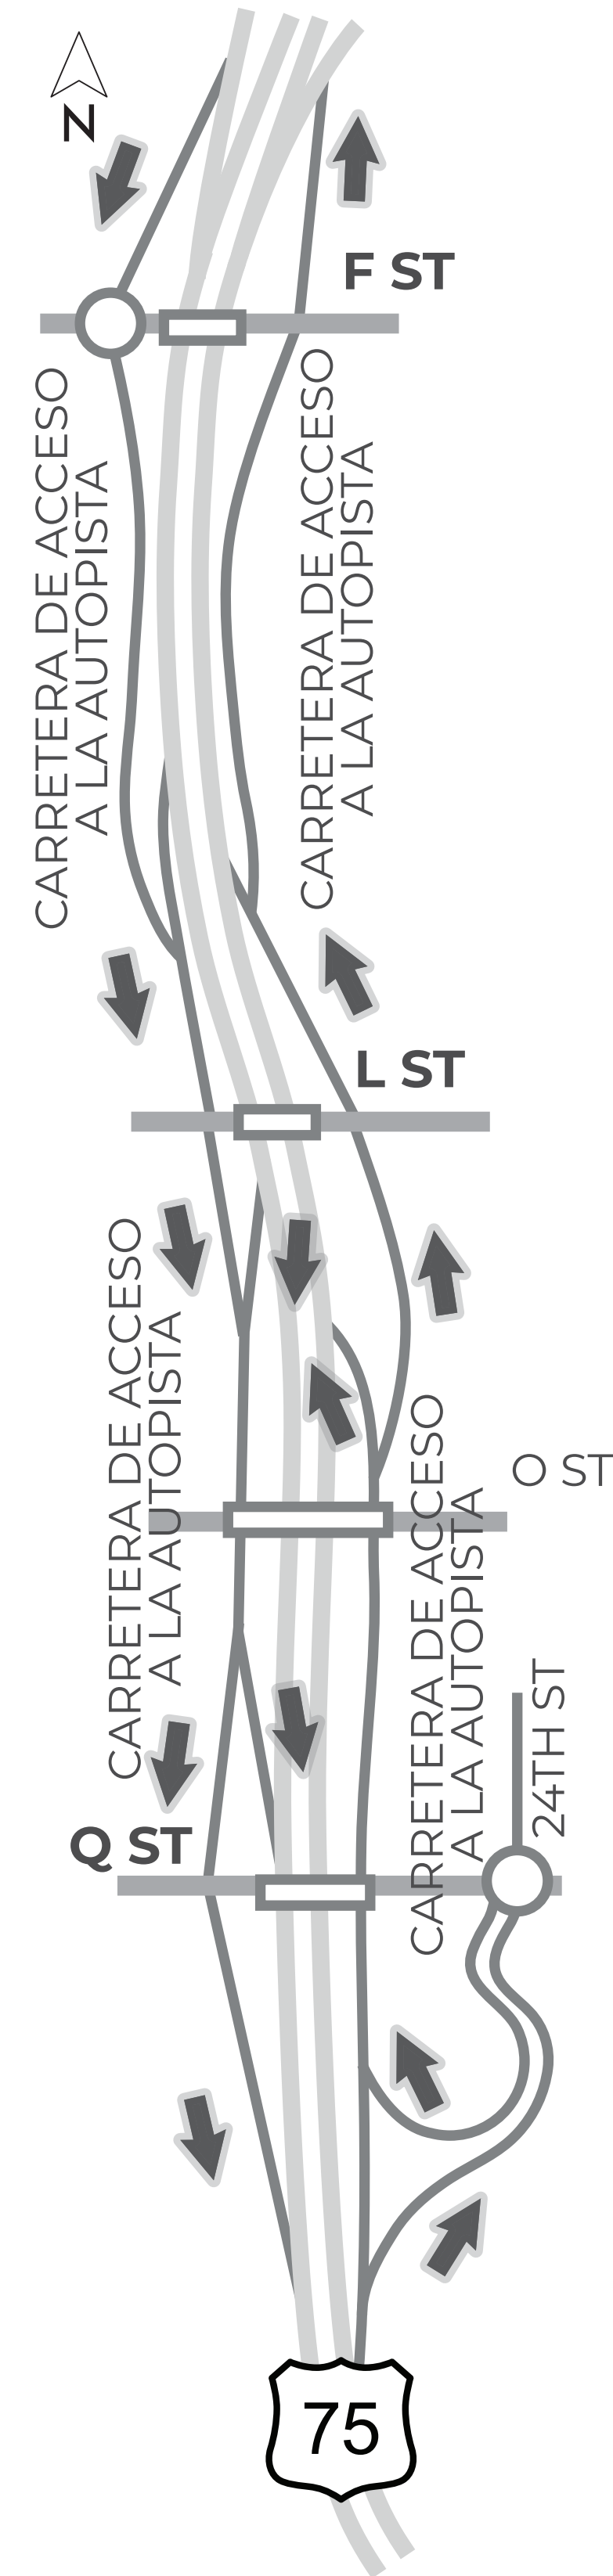 N
F ST
CARRETERA DE ACCESO
A LA AUTOPISTA
CARRETERA DE ACCESO
A LA AUTOPISTA
L ST
CARRETERA DE ACCESO
A LA AUTOPISTA
O ST
CARRETERA DE ACCESO
A LA AUTOPISTA
24TH ST
Q ST
75